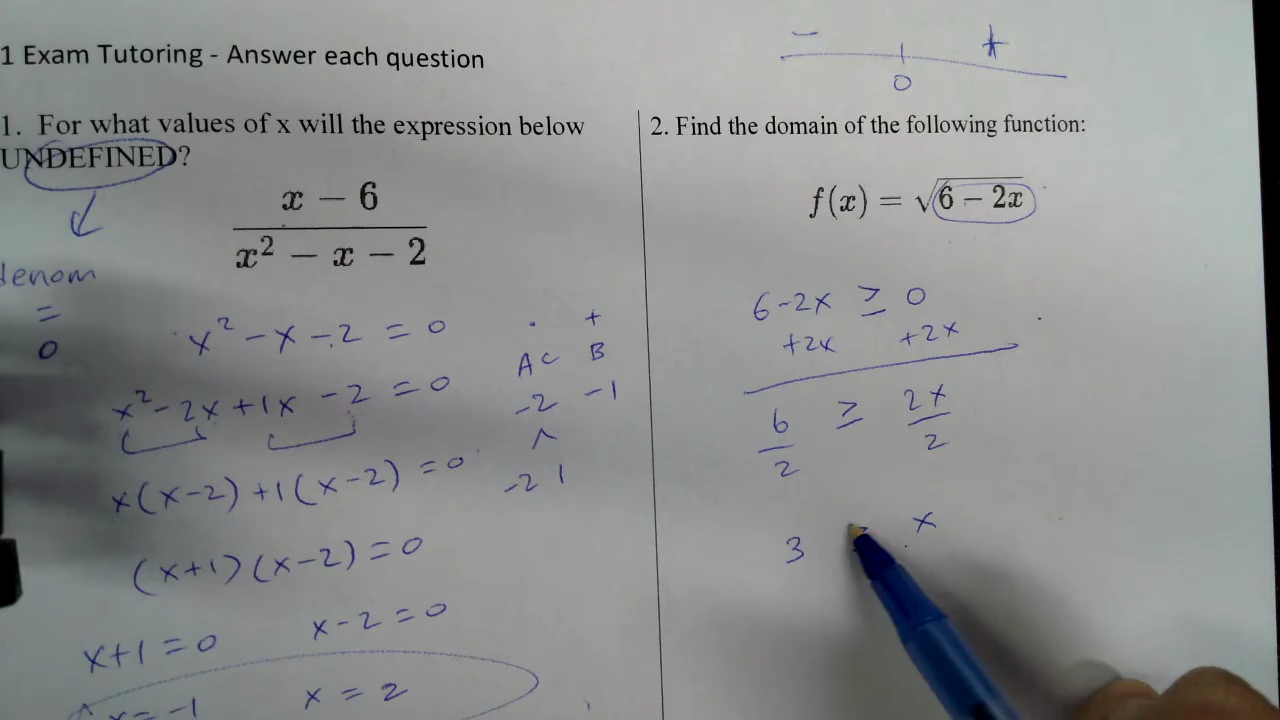 1 Exam Tutoring - Answer each question
1. For what values of x will the expression below
UNDEFINED?
x − 6
x² − x − 2
denom
=
0
x² - x - 2 = 0
x² - 2x + 1x - 2 = 0
x(x-2) + 1(x-2) = 0
(x+1)(x-2) = 0
x+1 = 0 x-2 = 0
x = -1 x = 2
· +
AC B
-2 -1
^
-2 1
- +
0
2. Find the domain of the following function:
f(x) = √6 − 2x
6-2x ≥ 0
+2x +2x
6 ≥ 2x
2 2
3 x